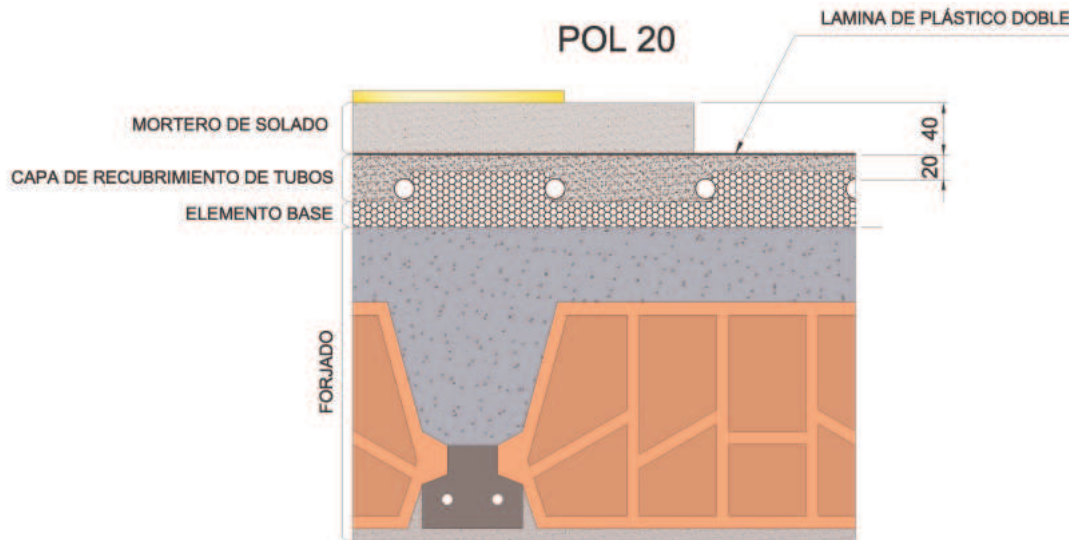 LAMINA DE PLÁSTICO DOBLE
POL 20
MORTERO DE SOLADO
40
CAPA DE RECUBRIMIENTO DE TUBOS
20
ELEMENTO BASE
FORJADO